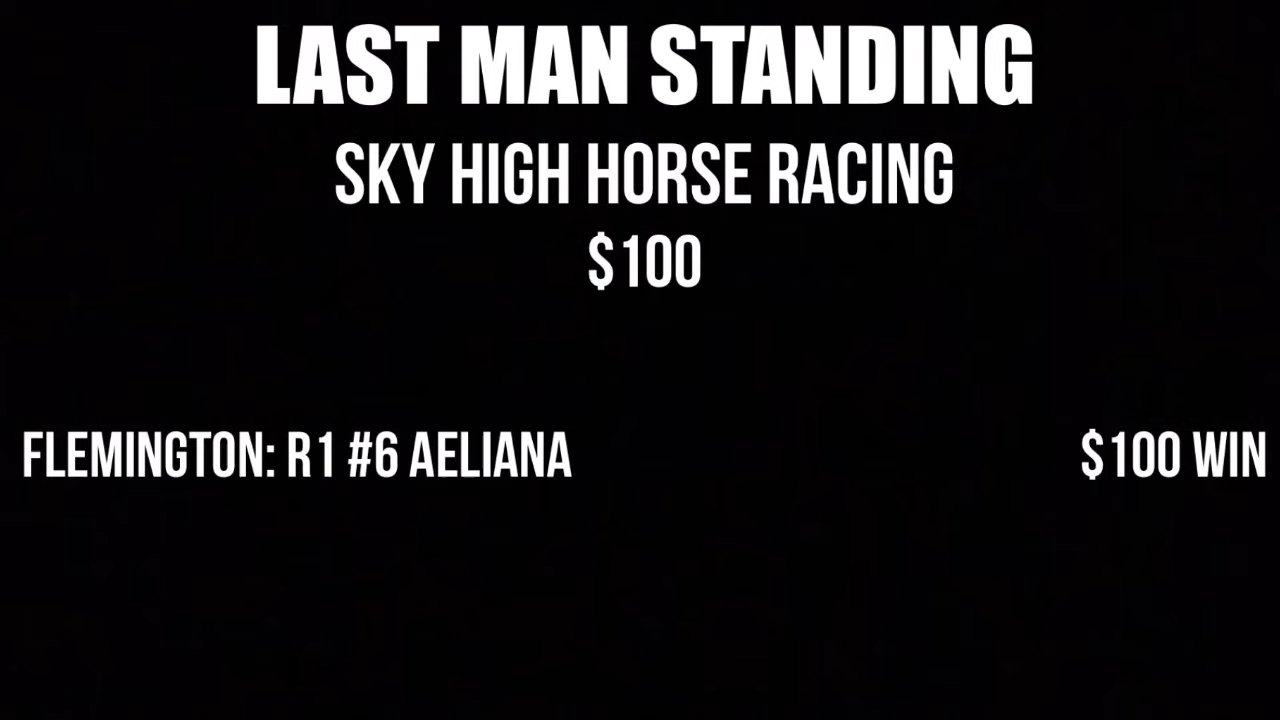 LAST MAN STANDING
SKY HIGH HORSE RACING
$100
FLEMINGTON: R1 #6 AELIANA $100 WIN